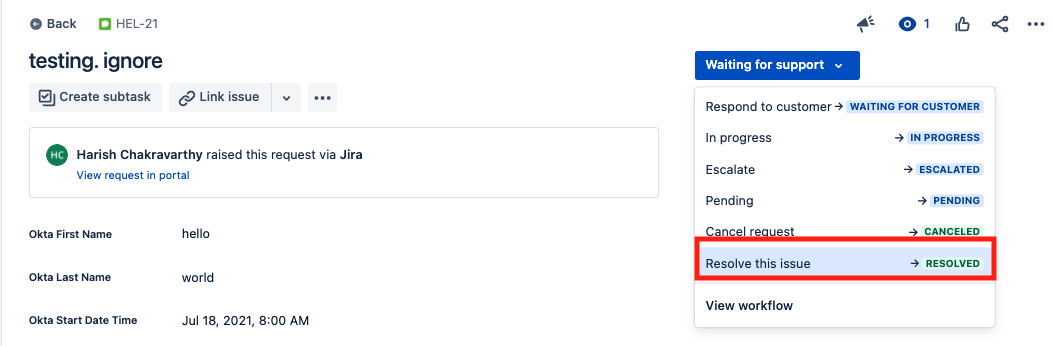 Back HEL-21 1
testing. ignore
Waiting for support
Create subtask Link issue
Respond to customer → WAITING FOR CUSTOMER
In progress → IN PROGRESS
Escalate → ESCALATED
Pending → PENDING
Cancel request → CANCELED
Resolve this issue → RESOLVED
View workflow
HC Harish Chakravarthy raised this request via Jira
View request in portal
Okta First Name hello
Okta Last Name world
Okta Start Date Time Jul 18, 2021, 8:00 AM